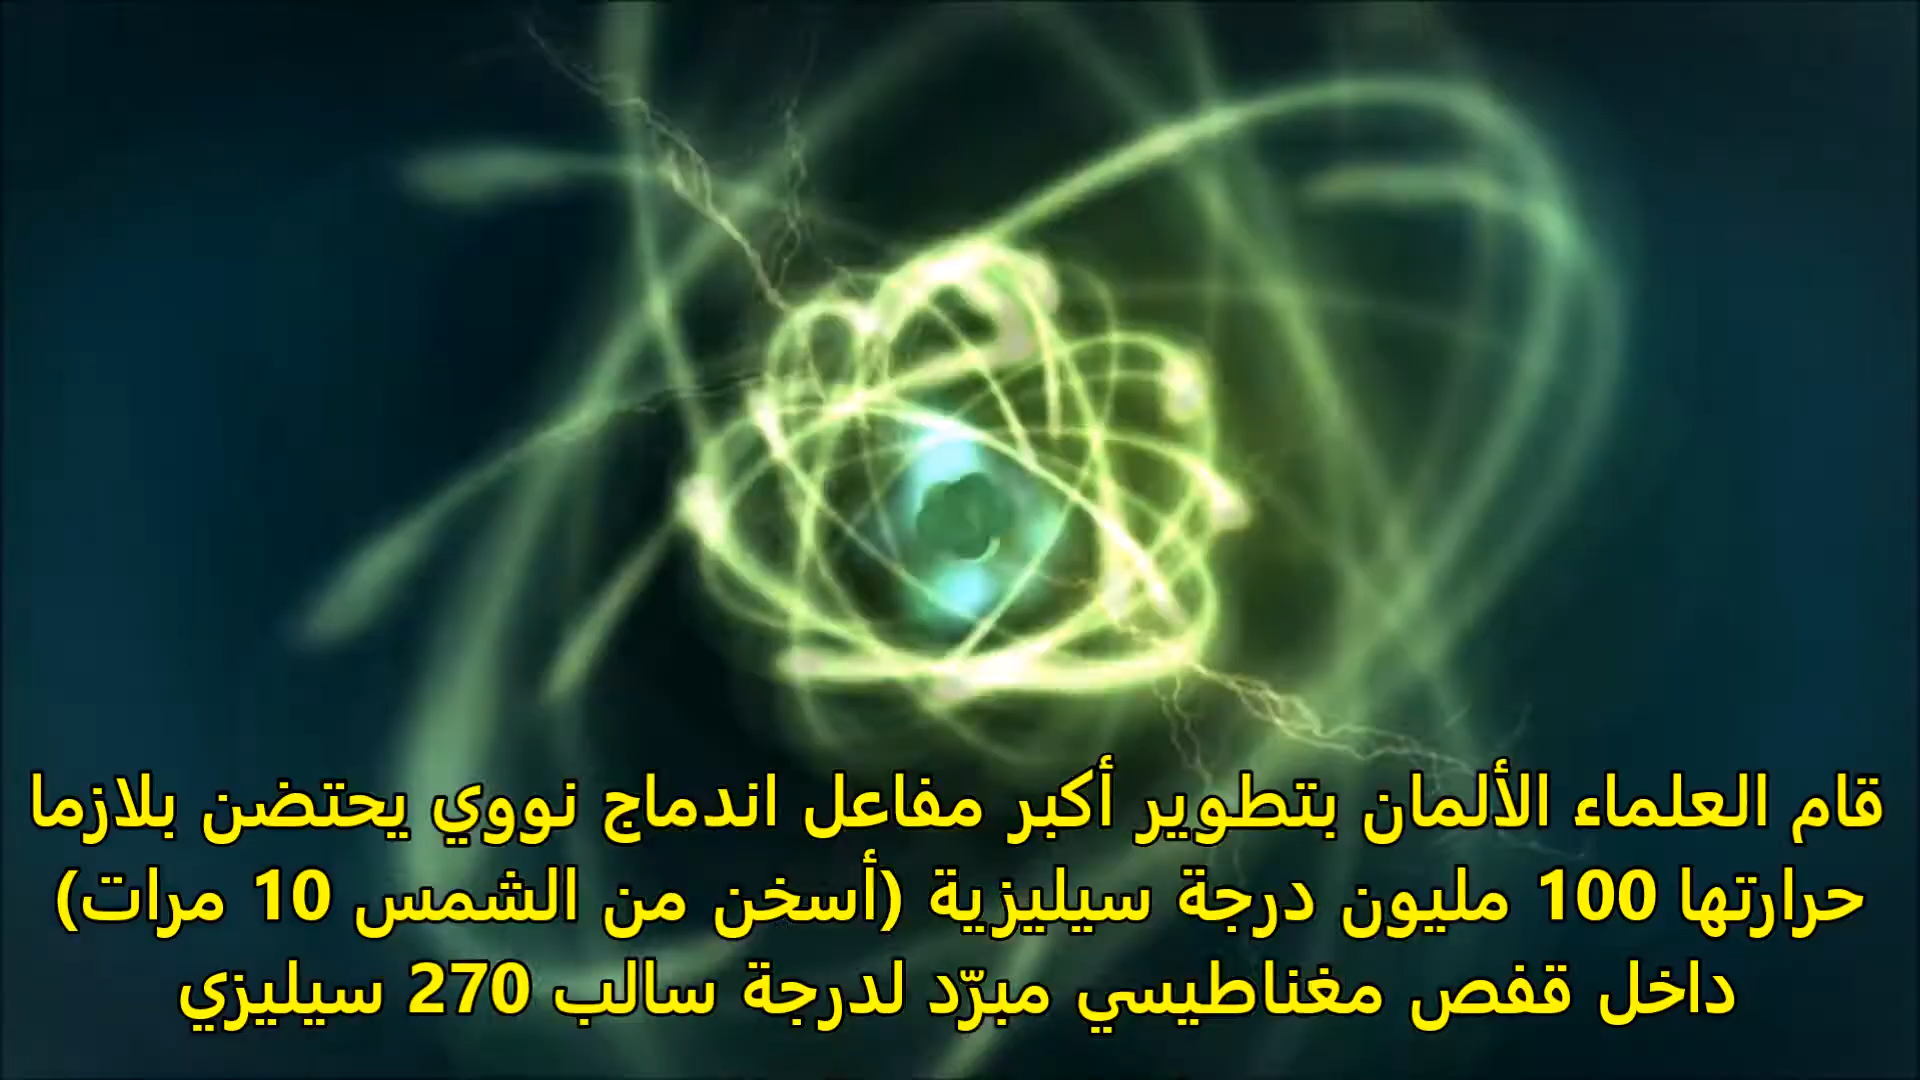 قام العلماء الألمان بتطوير أكبر مفاعل اندماج نووي يحتضن بلازما
حرارتها 100 مليون درجة سيليزية (أسخن من الشمس 10 مرات)
داخل قفص مغناطيسي مبرّد لدرجة سالب 270 سيليزي